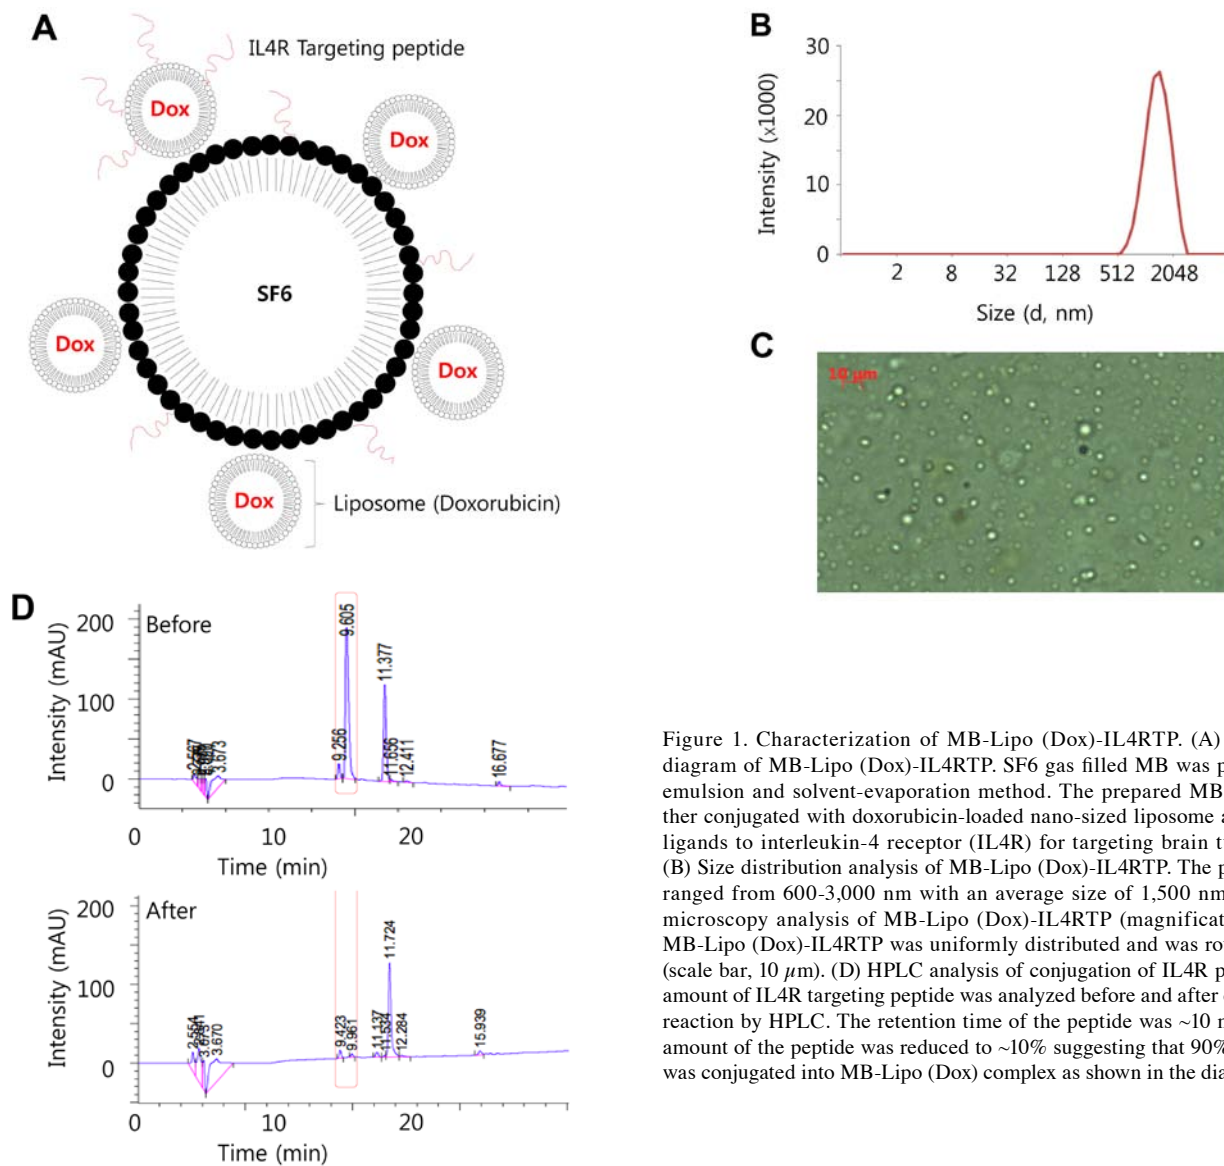 A
IL4R Targeting peptide
Dox
Dox
SF6
Dox
Dox
Dox
Liposome (Doxorubicin)
B
Intensity (x1000)
30
20
10
0
2 8 32 128 512 2048
Size (d, nm)
C
10 µm
D
Before
Intensity (mAU)
200
100
0
9.256
9.605
11.377
11.656
12.411
16.677
3.673
0 10 20
Time (min)
After
Intensity (mAU)
200
100
0
2.554
3.670
9.423
9.961
11.137
11.534
11.724
12.284
15.939
0 10 20
Time (min)
Figure 1. Characterization of MB-Lipo (Dox)-IL4RTP. (A)
diagram of MB-Lipo (Dox)-IL4RTP. SF6 gas filled MB was p
emulsion and solvent-evaporation method. The prepared MB
ther conjugated with doxorubicin-loaded nano-sized liposome a
ligands to interleukin-4 receptor (IL4R) for targeting brain t
(B) Size distribution analysis of MB-Lipo (Dox)-IL4RTP. The p
ranged from 600-3,000 nm with an average size of 1,500 nm
microscopy analysis of MB-Lipo (Dox)-IL4RTP (magnificat
MB-Lipo (Dox)-IL4RTP was uniformly distributed and was ro
(scale bar, 10 µm). (D) HPLC analysis of conjugation of IL4R p
amount of IL4R targeting peptide was analyzed before and after
reaction by HPLC. The retention time of the peptide was ~10 
amount of the peptide was reduced to ~10% suggesting that 90%
was conjugated into MB-Lipo (Dox) complex as shown in the dia